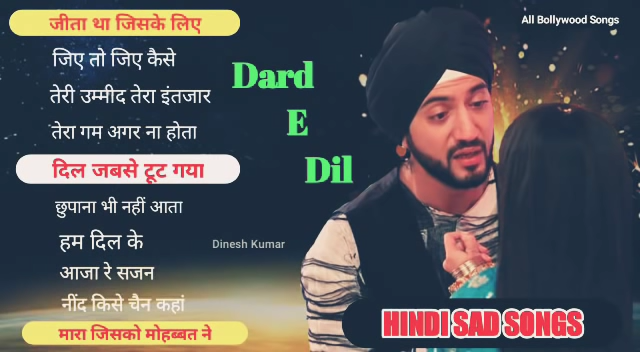 जीता था जिसके लिए
जिए तो जिए कैसे
तेरी उम्मीद तेरा इंतजार
तेरा गम अगर ना होता
दिल जबसे टूट गया
छुपाना भी नहीं आता
हम दिल के
आजा रे सजन
नींद किसे चैन कहां
मारा जिसको मोहब्बत ने
Dard
E
Dil
Dinesh Kumar
All Bollywood Songs
HINDI SAD SONGS